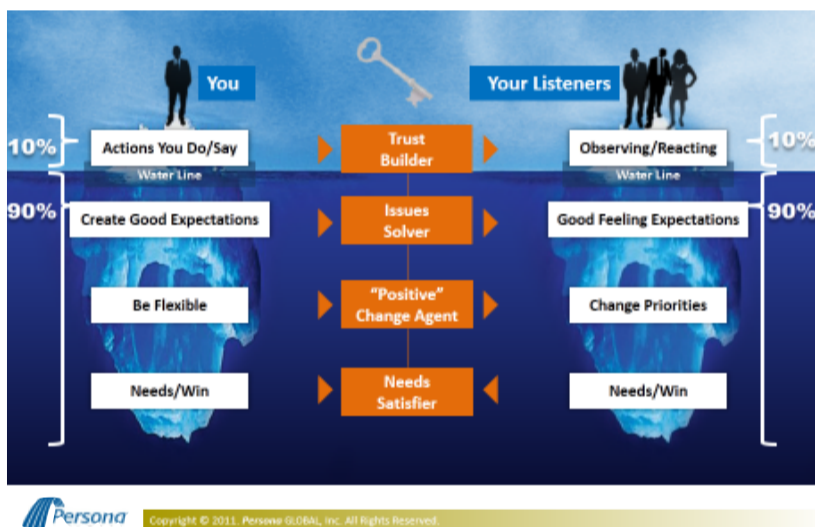 You
Your Listeners
10%
Actions You Do/Say
Trust
Builder
Observing/Reacting
10%
Water Line
Water Line
90%
Create Good Expectations
Issues
Solver
Good Feeling Expectations
90%
Be Flexible
“Positive”
Change Agent
Change Priorities
Needs/Win
Needs
Satisfier
Needs/Win
Persona
Copyright © 2011. Persona GLOBAL, Inc. All Rights Reserved.